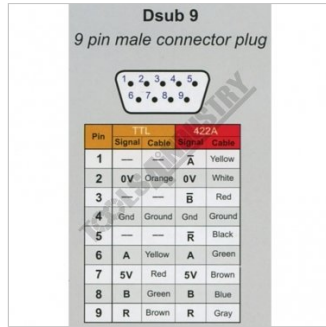 Dsub 9
9 pin male connector plug
1 2 3 4 5
6 7 8 9
Pin TTL 422A
Signal Cable Signal Cable
1 — — A̅ Yellow
2 0V Orange 0V White
3 — — B̅ Red
4 Gnd Ground Gnd Ground
5 — — R̅ Black
6 A Yellow A Green
7 5V Red 5V Brown
8 B Green B Blue
9 R Brown R Gray
TOOLS4INDUSTRY